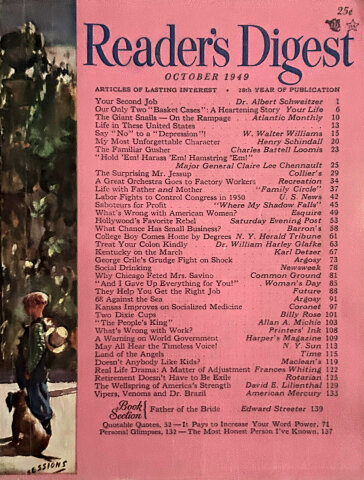 25¢
Reader's Digest
OCTOBER 1949
ARTICLES OF LASTING INTEREST • 28th YEAR OF PUBLICATION
Your Second Job Dr. Albert Schweitzer 1
Our Only Two "Basket Cases": A Heartening Story Your Life 6
The Giant Snails — On the Rampage . Atlantic Monthly 10
Life in These United States 13
Say "No" to a "Depression"! W. Walter Williams 15
My Most Unforgettable Character Henry Schindall 20
The Familiar Gusher Charles Battell Loomis 23
"Hold 'Em! Harass 'Em! Hamstring 'Em!"
Major General Claire Lee Chennault 25
The Surprising Mr. Jessup Collier's 29
A Great Orchestra Goes to Factory Workers Recreation 34
Life with Father and Mother "Family Circle" 37
Labor Fights to Control Congress in 1950 U. S. News 42
Saboteurs for Profit "Where My Shadow Falls" 45
What's Wrong with American Women? Esquire 49
Hollywood's Favorite Rebel Saturday Evening Post 53
What Chance Has Small Business? Barron's 58
College Boy Comes Home by Degrees N. Y. Herald Tribune 61
Treat Your Colon Kindly Dr. William Harley Glafke 63
Kentucky on the March Karl Detzer 67
George Orile's Grudge Fight on Shock Argosy 73
Social Drinking Newsweek 78
Why Chicago Feted Mrs. Savino Common Ground 81
"And I Gave Up Everything for You!" Woman's Day 85
They Help You Get the Right Job Future 88
68 Against the Sea Argosy 91
Kansas Improves on Socialized Medicine Coronet 97
Two Dixie Cups Billy Rose 101
"Tit﻿o People's King" Allan A. Michie 103
What's Wrong with Work? Printers' Ink 108
A Warning on World Government Harper's Magazine 109
May All Hear the Timeless Voice! N. Y. Sun 113
Land of the Angels Time 115
Doesn't Anybody Like Kids? Maclean's 119
Real Life Drama: A Matter of Adjustment Frances Whiting 122
Retirement Doesn't Have to Be Exile Rotarian 125
The Wellspring of America's Strength David E. Lilienthal 129
Vipers, Venoms and Dr. Brazil American Mercury 133
Book Section Father of the Bride Edward Streeter 139
Quotable Quotes, 32 — It Pays to Increase Your Word Power, 71
Personal Glimpses, 132 — The Most Honest Person I've Known, 137
SESSIONS